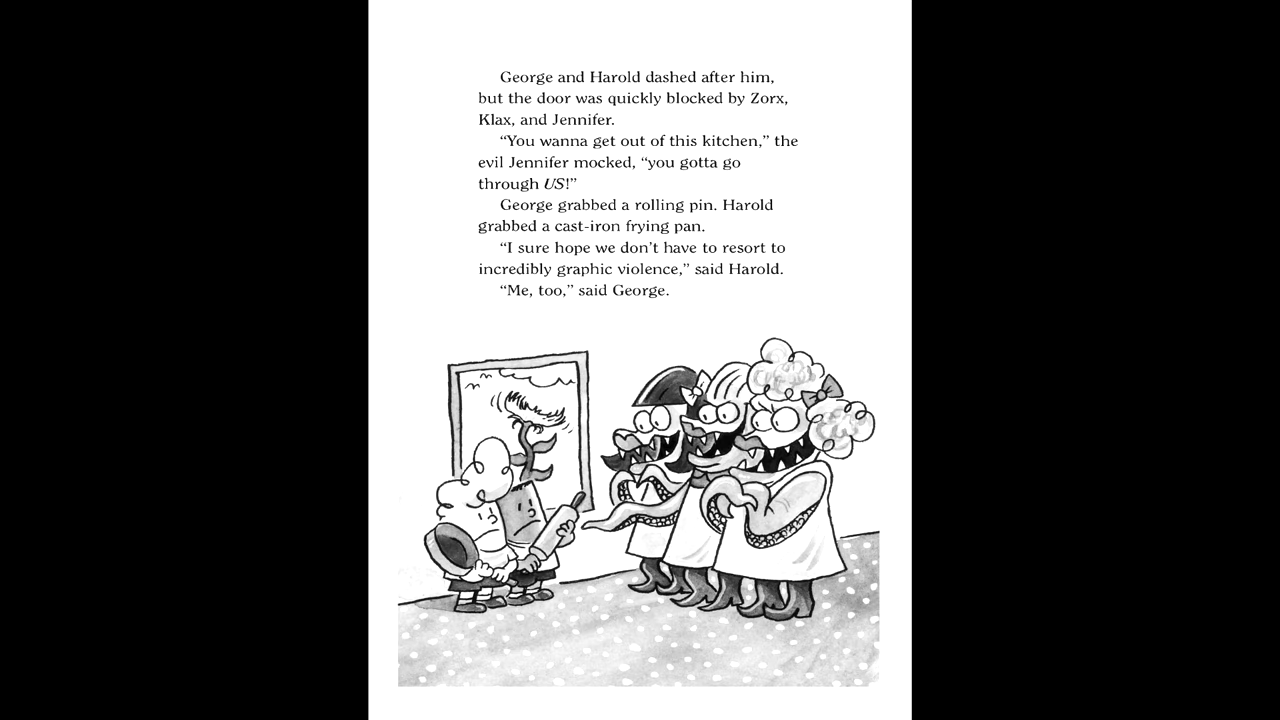 George and Harold dashed after him,
but the door was quickly blocked by Zorx,
Klax, and Jennifer.
“You wanna get out of this kitchen,” the
evil Jennifer mocked, “you gotta go
through US!”
George grabbed a rolling pin. Harold
grabbed a cast-iron frying pan.
“I sure hope we don’t have to resort to
incredibly graphic violence,” said Harold.
“Me, too,” said George.